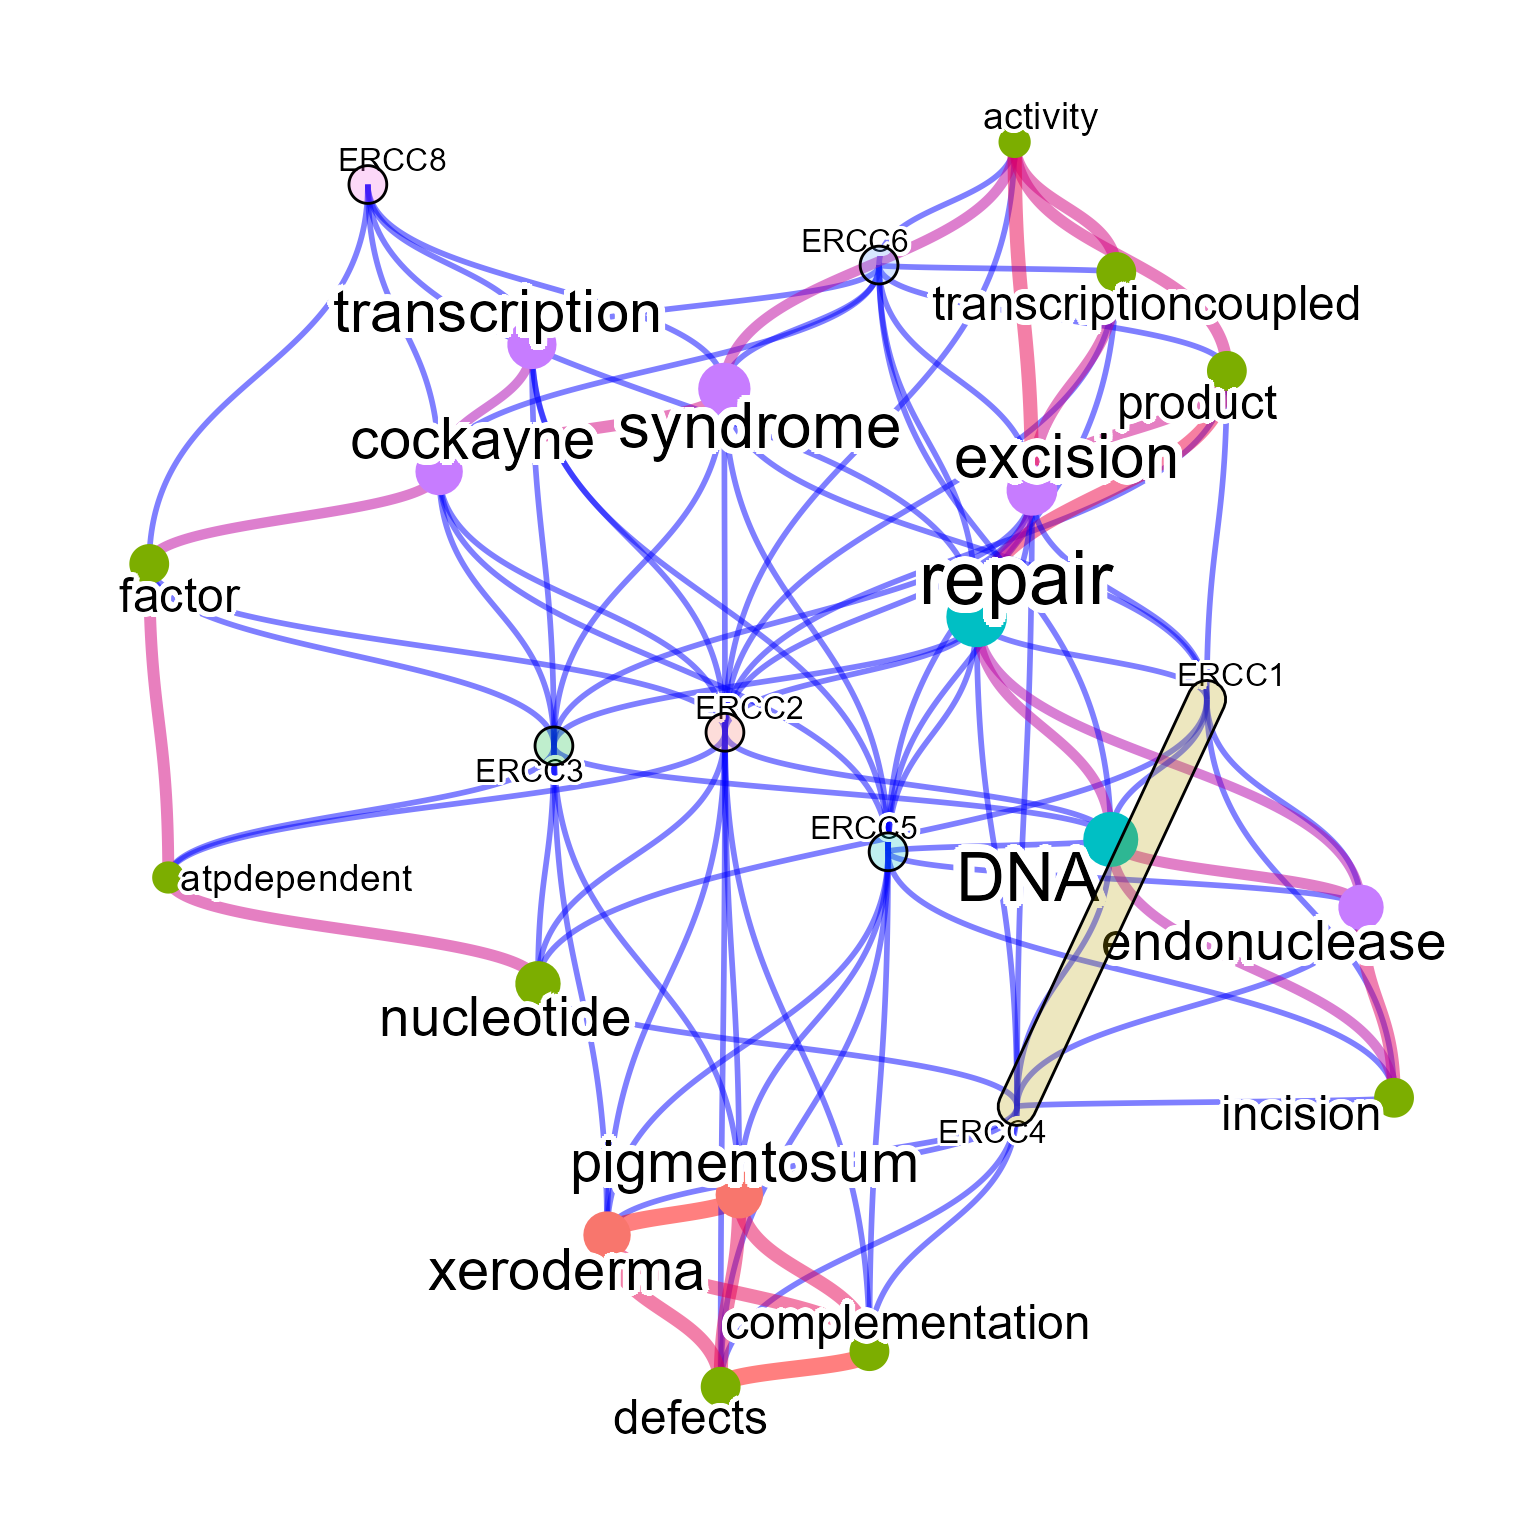 activity
ERCC8
ERCC6
transcription
transcriptioncoupled
product
cockayne
syndrome
excision
repair
factor
ERCC1
ERCC2
ERCC3
ERCC5
atpdependent
DNA
endonuclease
nucleotide
incision
ERCC4
pigmentosum
xeroderma
complementation
defects